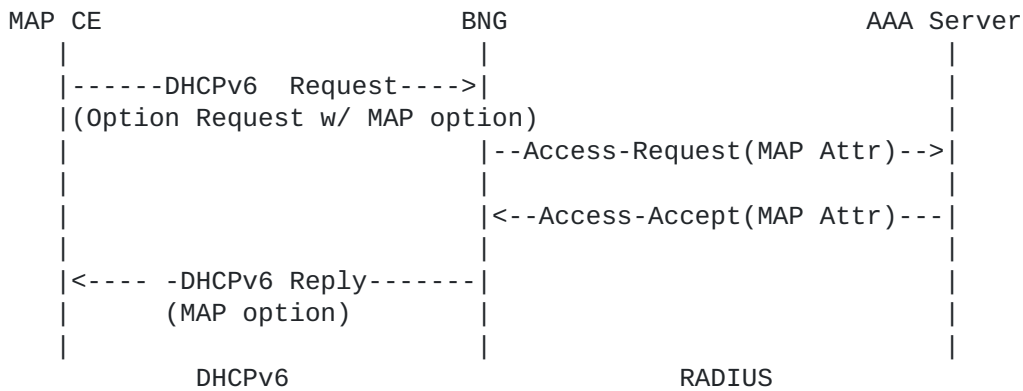 MAP CE                        BNG                         AAA Server
|------DHCPv6  Request---->|
|(Option Request w/ MAP option)
|--Access-Request(MAP Attr)-->|
|<--Access-Accept(MAP Attr)---|
|<---- -DHCPv6 Reply-------|
(MAP option)
DHCPv6                         RADIUS